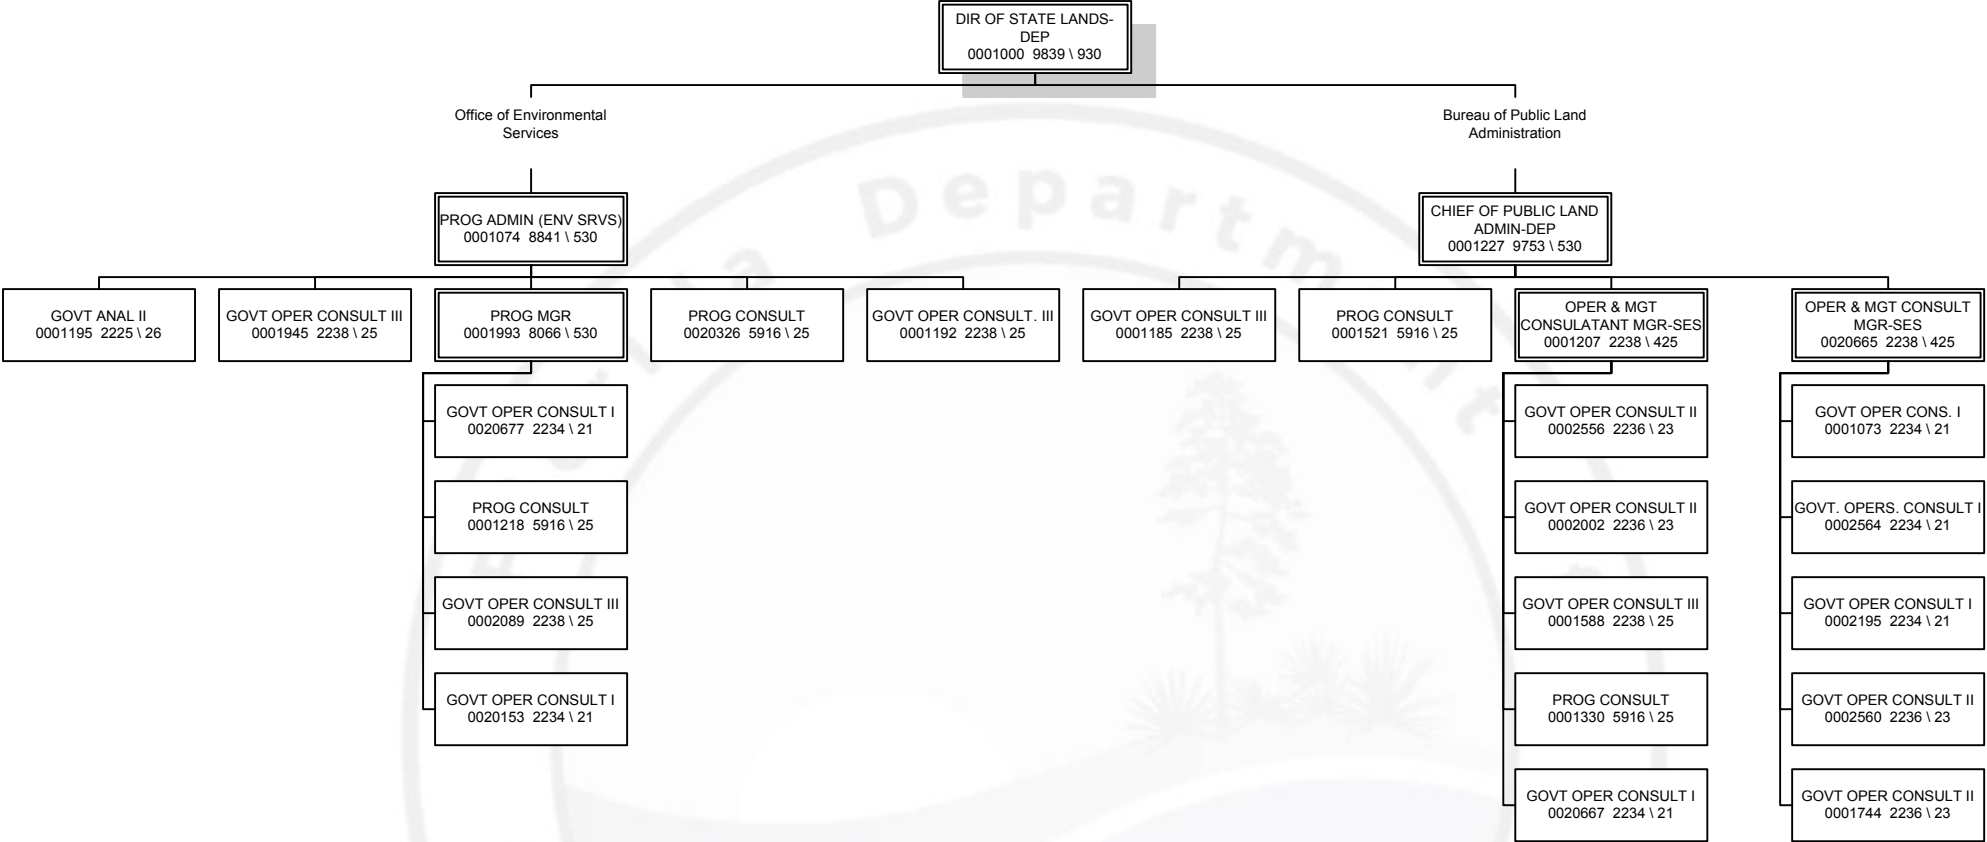 DIR OF STATE LANDS-
DEP
0001000 9839 \ 930
Office of Environmental
Services
Bureau of Public Land
Administration
PROG ADMIN (ENV SRVS)
0001074 8841 \ 530
CHIEF OF PUBLIC LAND
ADMIN-DEP
0001227 9753 \ 530
GOVT ANAL II
0001195 2225 \ 26
GOVT OPER CONSULT III
0001945 2238 \ 25
PROG MGR
0001993 8066 \ 530
PROG CONSULT
0020326 5916 \ 25
GOVT OPER CONSULT. III
0001192 2238 \ 25
GOVT OPER CONSULT III
0001185 2238 \ 25
PROG CONSULT
0001521 5916 \ 25
OPER & MGT
CONSULATANT MGR-SES
0001207 2238 \ 425
OPER & MGT CONSULT
MGR-SES
0020665 2238 \ 425
GOVT OPER CONSULT I
0020677 2234 \ 21
PROG CONSULT
0001218 5916 \ 25
GOVT OPER CONSULT III
0002089 2238 \ 25
GOVT OPER CONSULT I
0020153 2234 \ 21
GOVT OPER CONSULT II
0002556 2236 \ 23
GOVT OPER CONSULT II
0002002 2236 \ 23
GOVT OPER CONSULT III
0001588 2238 \ 25
PROG CONSULT
0001330 5916 \ 25
GOVT OPER CONSULT I
0020667 2234 \ 21
GOVT OPER CONS. I
0001073 2234 \ 21
GOVT. OPERS. CONSULT I
0002564 2234 \ 21
GOVT OPER CONSULT I
0002195 2234 \ 21
GOVT OPER CONSULT II
0002560 2236 \ 23
GOVT OPER CONSULT II
0001744 2236 \ 23
Department